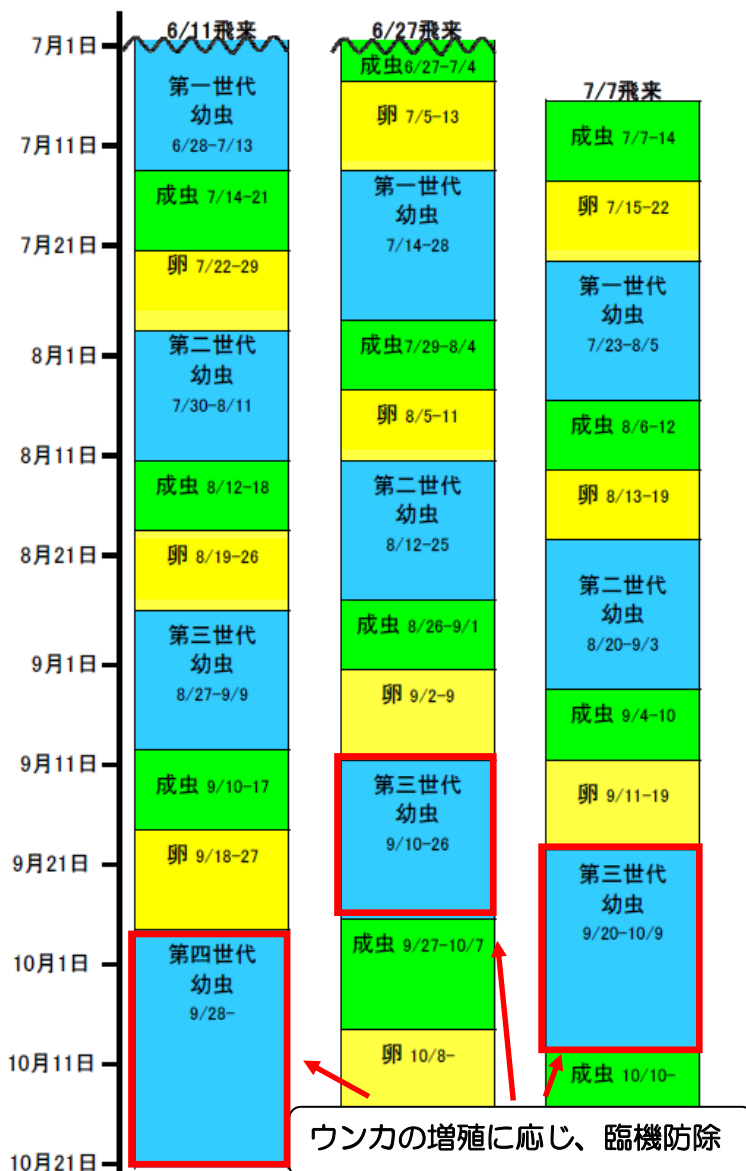 7月1日
7月11日
7月21日
8月1日
8月11日
8月21日
9月1日
9月11日
9月21日
10月1日
10月11日
10月21日
6/11飛来
第一世代
幼虫
6/28-7/13
成虫 7/14-21
卵 7/22-29
第二世代
幼虫
7/30-8/11
成虫 8/12-18
卵 8/19-26
第三世代
幼虫
8/27-9/9
成虫 9/10-17
卵 9/18-27
第四世代
幼虫
9/28-
6/27飛来
成虫6/27-7/4
卵 7/5-13
第一世代
幼虫
7/14-28
成虫7/29-8/4
卵 8/5-11
第二世代
幼虫
8/12-25
成虫 8/26-9/1
卵 9/2-9
第三世代
幼虫
9/10-26
成虫 9/27-10/7
卵 10/8-
7/7飛来
成虫 7/7-14
卵 7/15-22
第一世代
幼虫
7/23-8/5
成虫 8/6-12
卵 8/13-19
第二世代
幼虫
8/20-9/3
成虫 9/4-10
卵 9/11-19
第三世代
幼虫
9/20-10/9
成虫 10/10-
ウンカの増殖に応じ、臨機防除